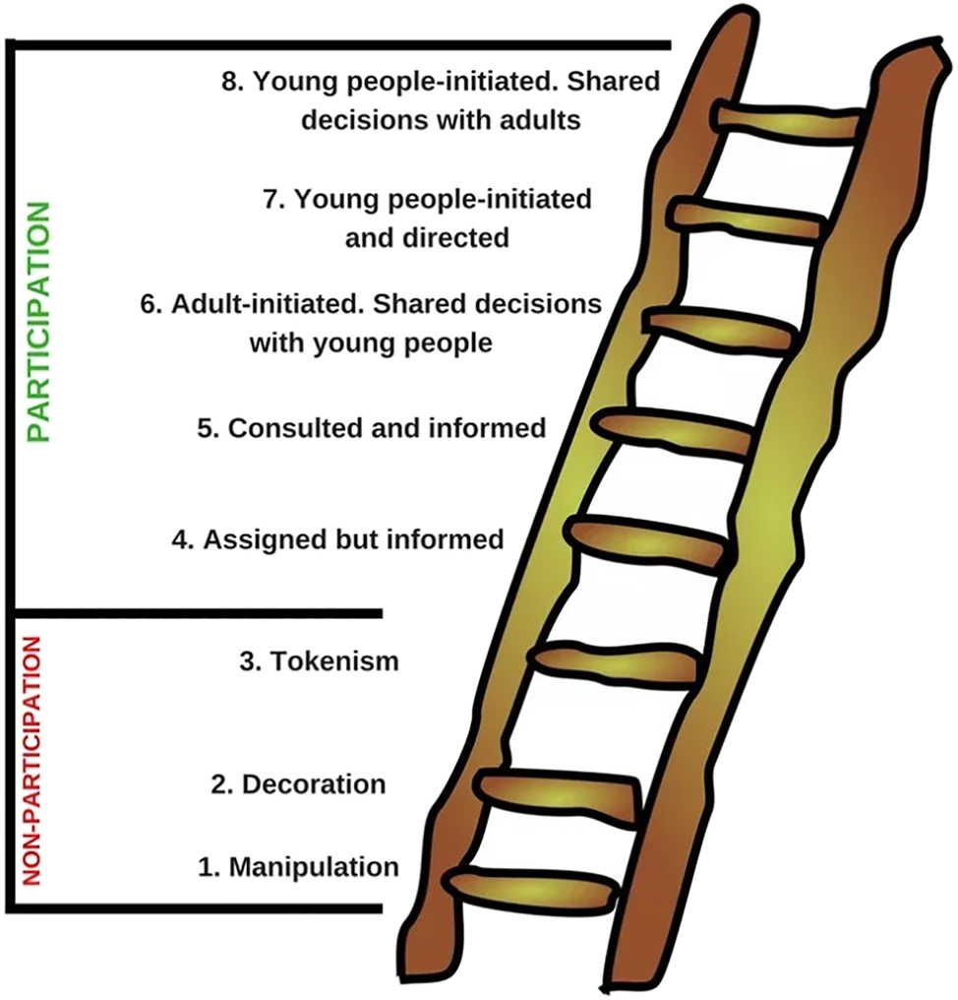 8. Young people-initiated. Shared
decisions with adults
7. Young people-initiated
and directed
6. Adult-initiated. Shared decisions
with young people
5. Consulted and informed
4. Assigned but informed
PARTICIPATION
3. Tokenism
2. Decoration
1. Manipulation
NON-PARTICIPATION